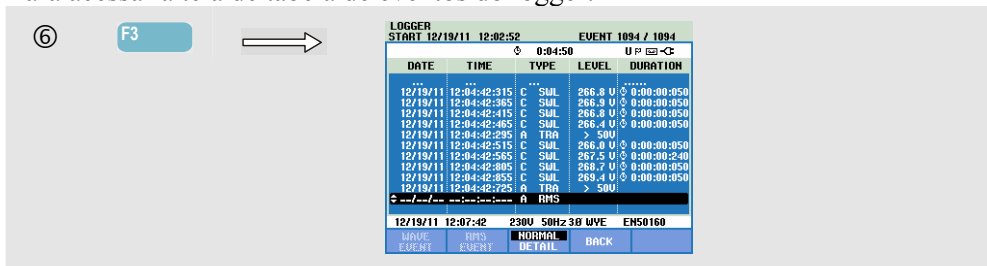 ⑥ F3
LOGGER
START 12/19/11 12:02:52 EVENT 1094 / 1094
0:04:50 U
DATE TIME TYPE LEVEL DURATION
... ... ... ......
12/19/11 12:04:42:315 C SWL 266.8 V 0:00:00:050
12/19/11 12:04:42:365 C SWL 266.9 V 0:00:00:050
12/19/11 12:04:42:415 C SWL 266.8 V 0:00:00:050
12/19/11 12:04:42:465 C SWL 266.4 V 0:00:00:050
12/19/11 12:04:42:295 A TRA > 50V
12/19/11 12:04:42:515 C SWL 266.0 V 0:00:00:050
12/19/11 12:04:42:565 C SWL 267.5 V 0:00:00:240
12/19/11 12:04:42:805 C SWL 268.7 V 0:00:00:050
12/19/11 12:04:42:855 C SWL 269.4 V 0:00:00:050
12/19/11 12:04:42:725 A TRA > 50V
--/--/-- --:--:--:--- A RMS
12/19/11 12:07:42 230V 50Hz 3Ø WYE EN50160
WAVE EVENT RMS EVENT NORMAL DETAIL BACK